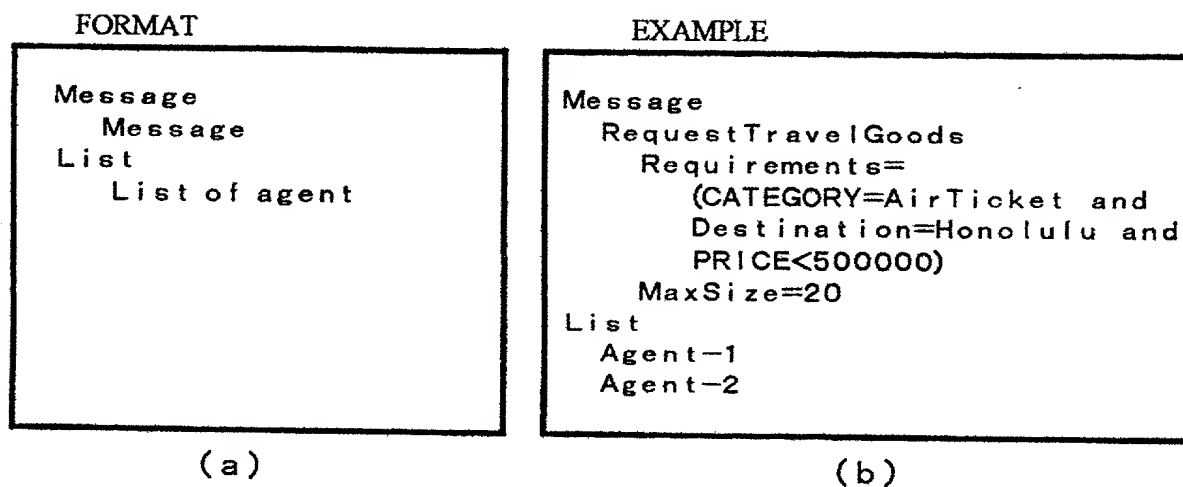 FORMAT
Message
Message
List
List of agent
(a)
EXAMPLE
Message
RequestTravelGoods
Requirements=
(CATEGORY=AirTicket and
Destination=Honolulu and
PRICE<500000)
MaxSize=20
List
Agent-1
Agent-2
(b)